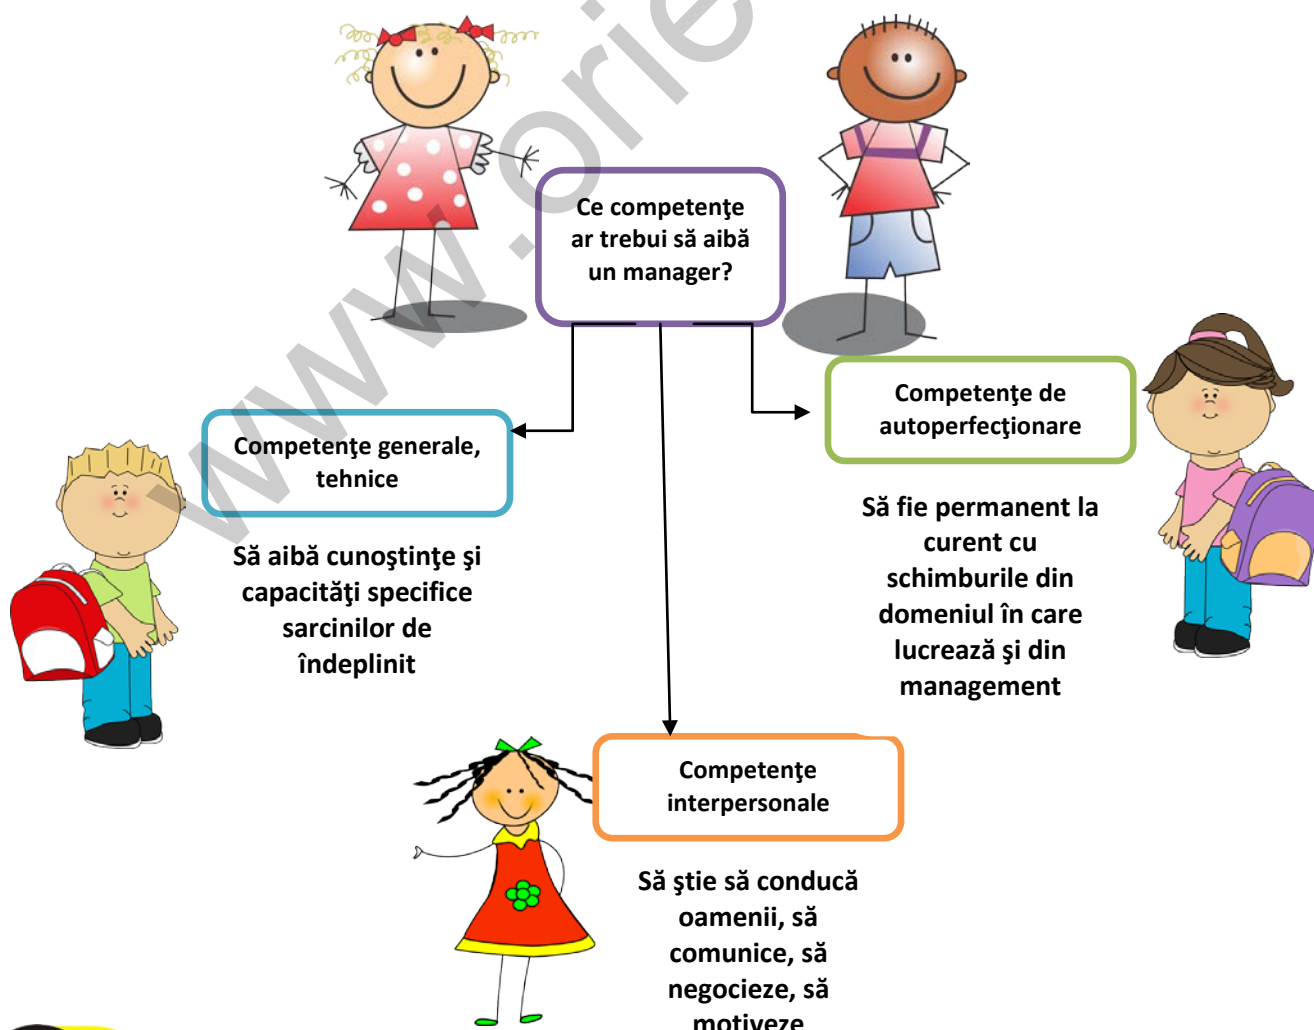 www.orie
Ce competenţe
ar trebui să aibă
un manager?
Competenţe de
autoperfecţionare
Competenţe generale,
tehnice
Să fie permanent la
curent cu
schimburile din
domeniul în care
lucrează şi din
management
Să aibă cunoştinţe şi
capacităţi specifice
sarcinilor de
îndeplinit
Competenţe
interpersonale
Să ştie să conducă
oamenii, să
comunice, să
negocieze, să
motiveze